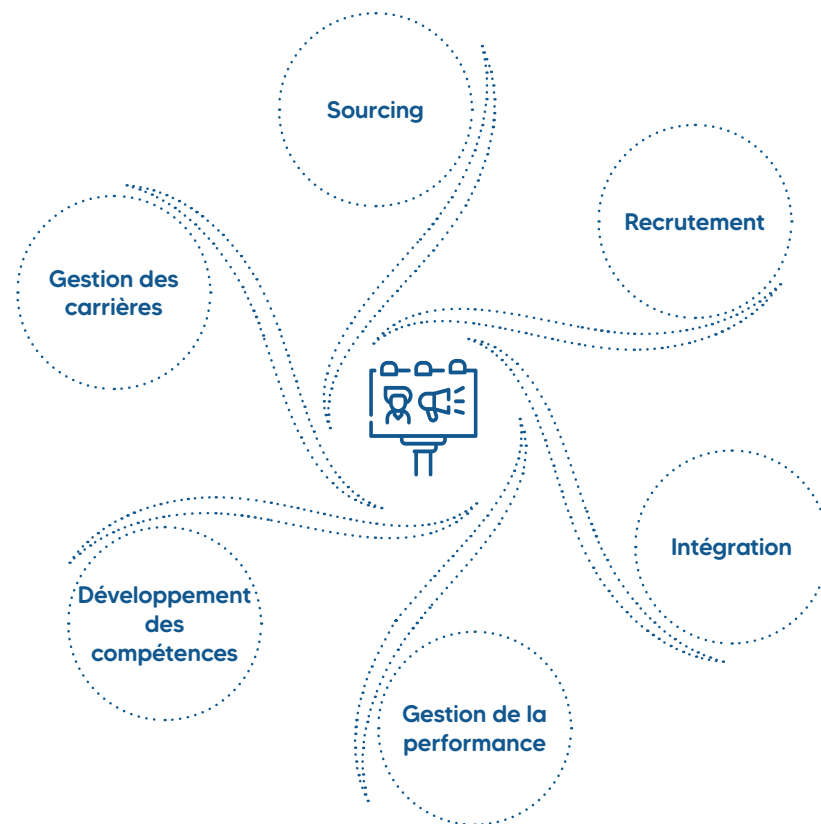 Sourcing
Recrutement
Intégration
Gestion de la
performance
Développement
des
compétences
Gestion des
carrières